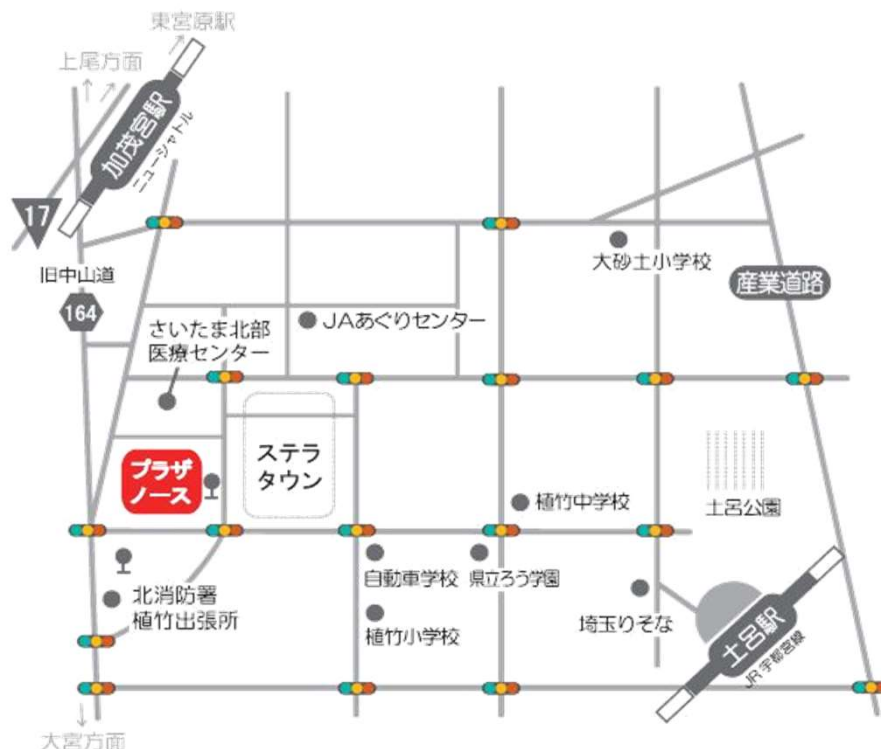 東宮原駅
上尾方面
加茂宮駅
ニューシャトル
17
旧中山道
164
大砂土小学校
産業道路
JAあぐりセンター
さいたま北部
医療センター
プラザ
ノース
ステラ
タウン
植竹中学校
土呂公園
自動車学校
県立ろう学園
北消防署
植竹出張所
植竹小学校
埼玉りそな
土呂駅
JR宇都宮線
大宮方面